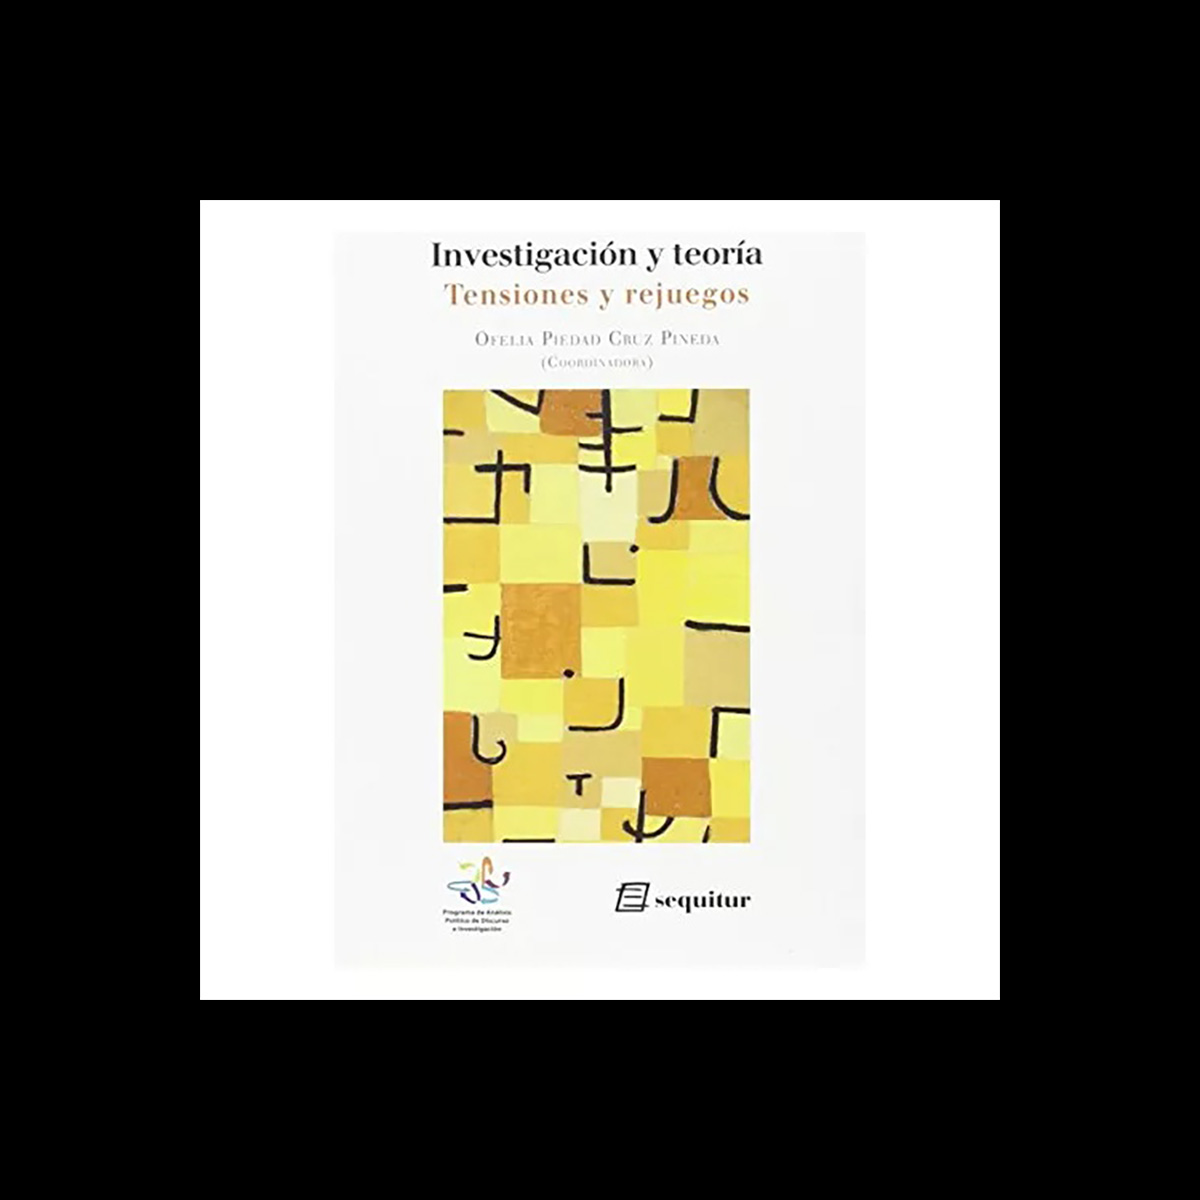 Investigación y teoría
Tensiones y rejuegos
Ofelia Piedad Cruz Pineda
(Coordinadora)
Programa de Análisis
Político de Discurso
e Investigación
sequitur